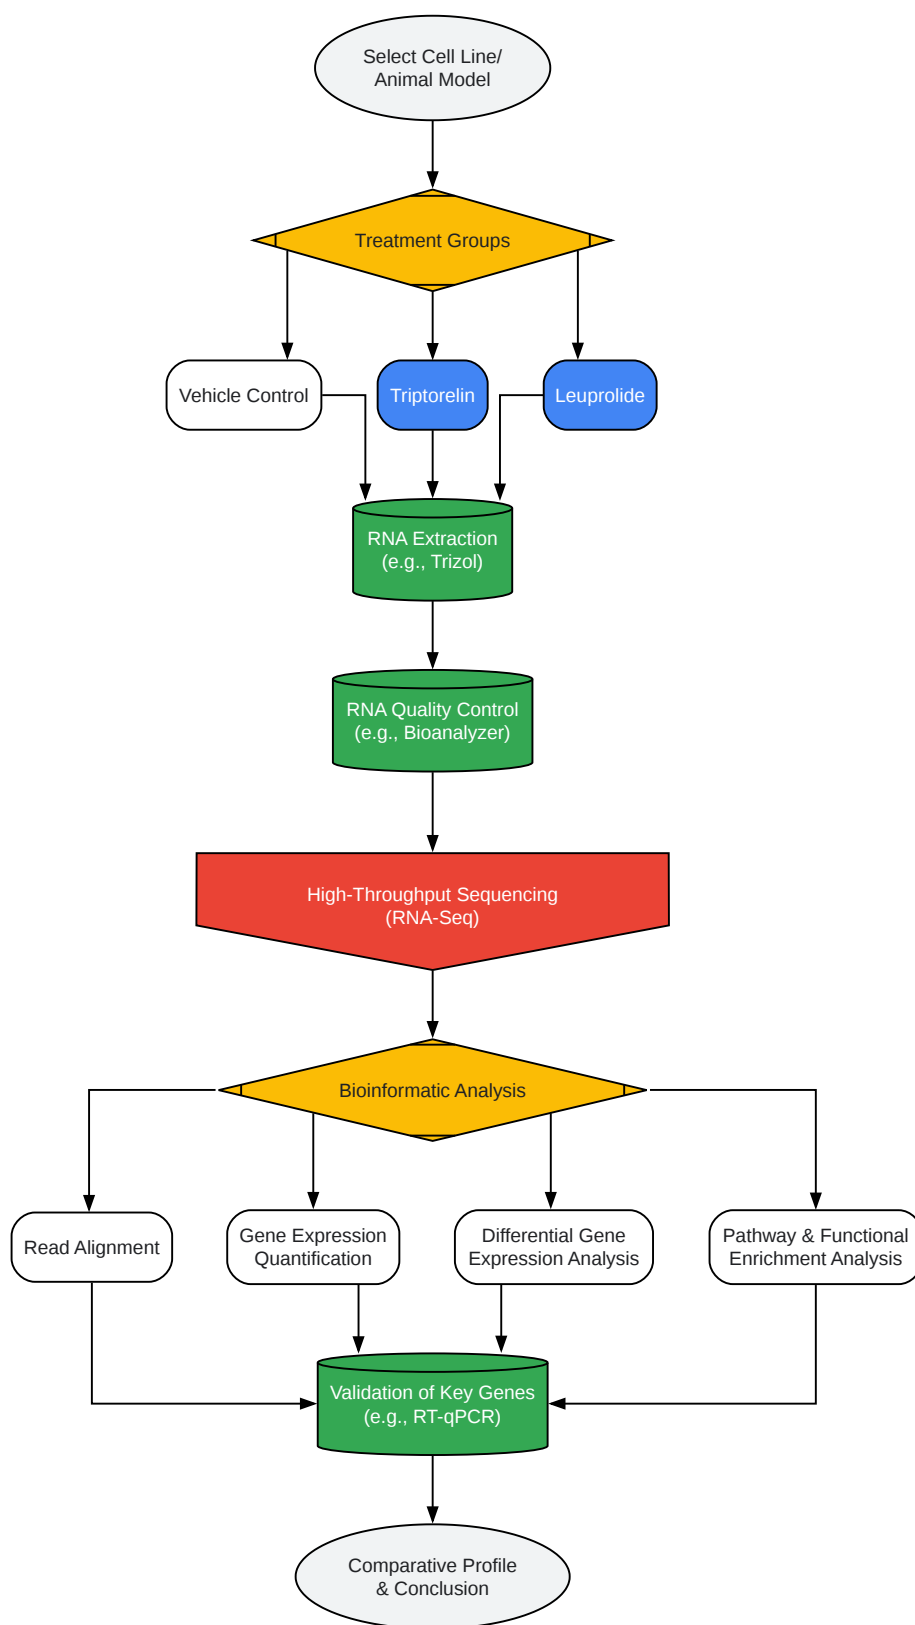 Select Cell Line/
Animal Model
Treatment Groups
Vehicle Control
Triptorelin
Leuprolide
RNA Extraction
(e.g., Trizol)
RNA Quality Control
(e.g., Bioanalyzer)
High-Throughput Sequencing
(RNA-Seq)
Bioinformatic Analysis
Read Alignment
Gene Expression
Quantification
Differential Gene
Expression Analysis
Pathway & Functional
Enrichment Analysis
Validation of Key Genes
(e.g., RT-qPCR)
Comparative Profile
& Conclusion